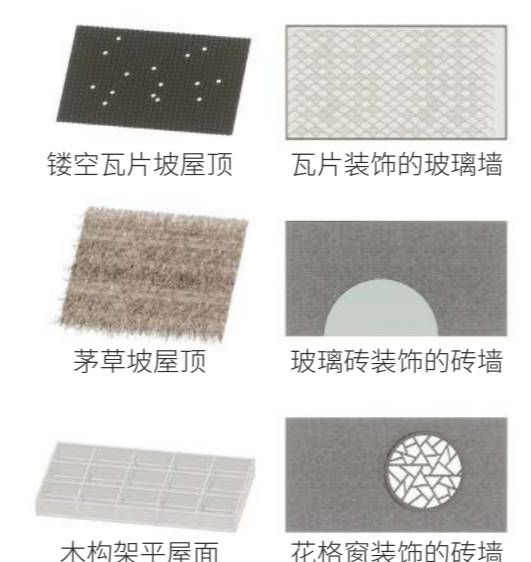 镂空瓦片坡屋顶
瓦片装饰的玻璃墙
茅草坡屋顶
玻璃砖装饰的砖墙
木构架平屋面
花格窗装饰的砖墙